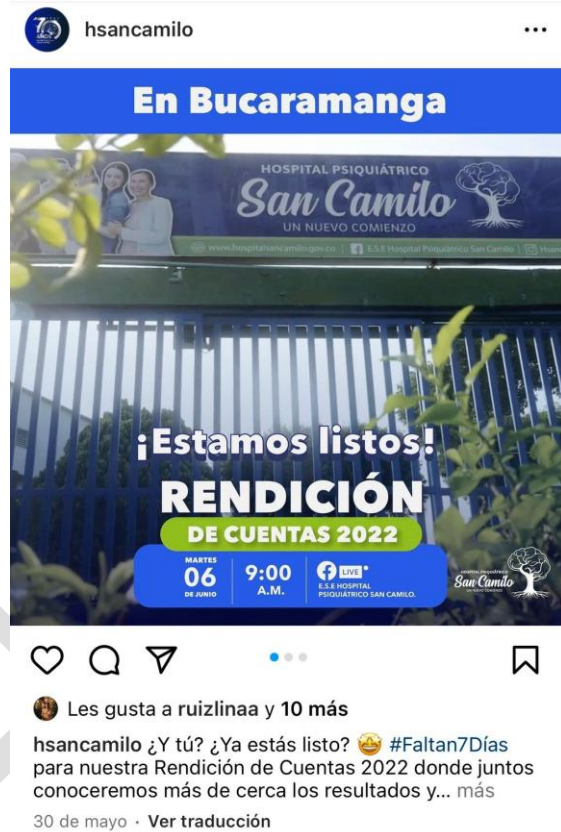 hsancamilo
En Bucaramanga
HOSPITAL PSIQUIÁTRICO
San Camilo
UN NUEVO COMIENZO
www.hospitalsancamilo.gov.co | E.S.E Hospital Psiquiátrico San Camilo |
¡Estamos listos!
RENDICIÓN
DE CUENTAS 2022
MARTES
06
DE JUNIO
9:00
A.M.
LIVE
E.S.E HOSPITAL
PSIQUIÁTRICO SAN CAMILO.
HOSPITAL PSIQUIÁTRICO
San Camilo
UN NUEVO COMIENZO
Les gusta a ruizlinaa y 10 más
hsancamilo ¿Y tú? ¿Ya estás listo? 🤩 #Faltan7Días
para nuestra Rendición de Cuentas 2022 donde juntos
conoceremos más de cerca los resultados y... más
30 de mayo · Ver traducción